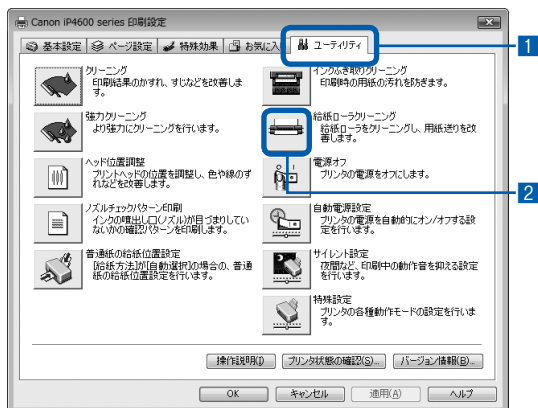 Canon iP4600 series 印刷設定
基本設定 ページ設定 特殊効果 お気に入 ユーティリティ
1
クリーニング
印刷結果のかすれ、すじなどを改善しま
す。
インクふき取りクリーニング
印刷時の用紙の汚れを防ぎます。
強力クリーニング
より強力にクリーニングを行います。
給紙ローラクリーニング
給紙ローラをクリーニングし、用紙送りを改
善します。
2
ヘッド位置調整
プリントヘッドの位置を調整し、色や線のず
れなどを改善します。
電源オフ
プリンタの電源をオフにします。
ノズルチェックパターン印刷
インクの噴出し口(ノズル)が目づまりしてい
ないかの確認パターンを印刷します。
自動電源設定
プリンタの電源を自動的にオン/オフする設
定を行います。
普通紙の給紙位置設定
[給紙方法]が[自動選択]の場合の、普通
紙の給紙位置設定を行います。
サイレント設定
夜間など、印刷中の動作音を抑える設定
を行います。
特殊設定
プリンタの各種動作モードの設定を行いま
す。
操作説明(I) プリンタ状態の確認(S)... バージョン情報(B)...
OK キャンセル 適用(A) ヘルプ